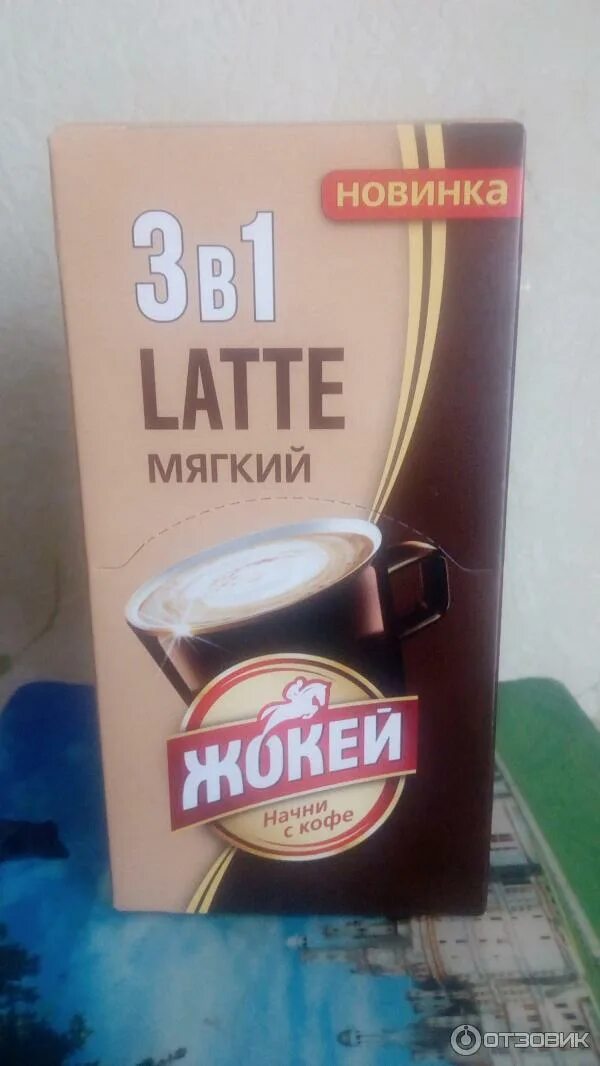 НОВИНКА
3в1
LATTE
МЯГКИЙ
ЖОКЕЙ
Начни
с кофе
ОТЗОВИК